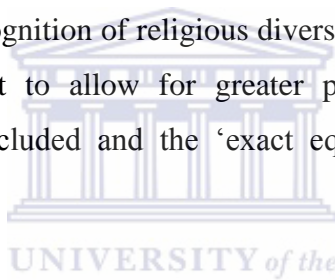 ognition of religious divers
t to allow for greater p
cluded and the ‘exact eq
UNIVERSITY of the